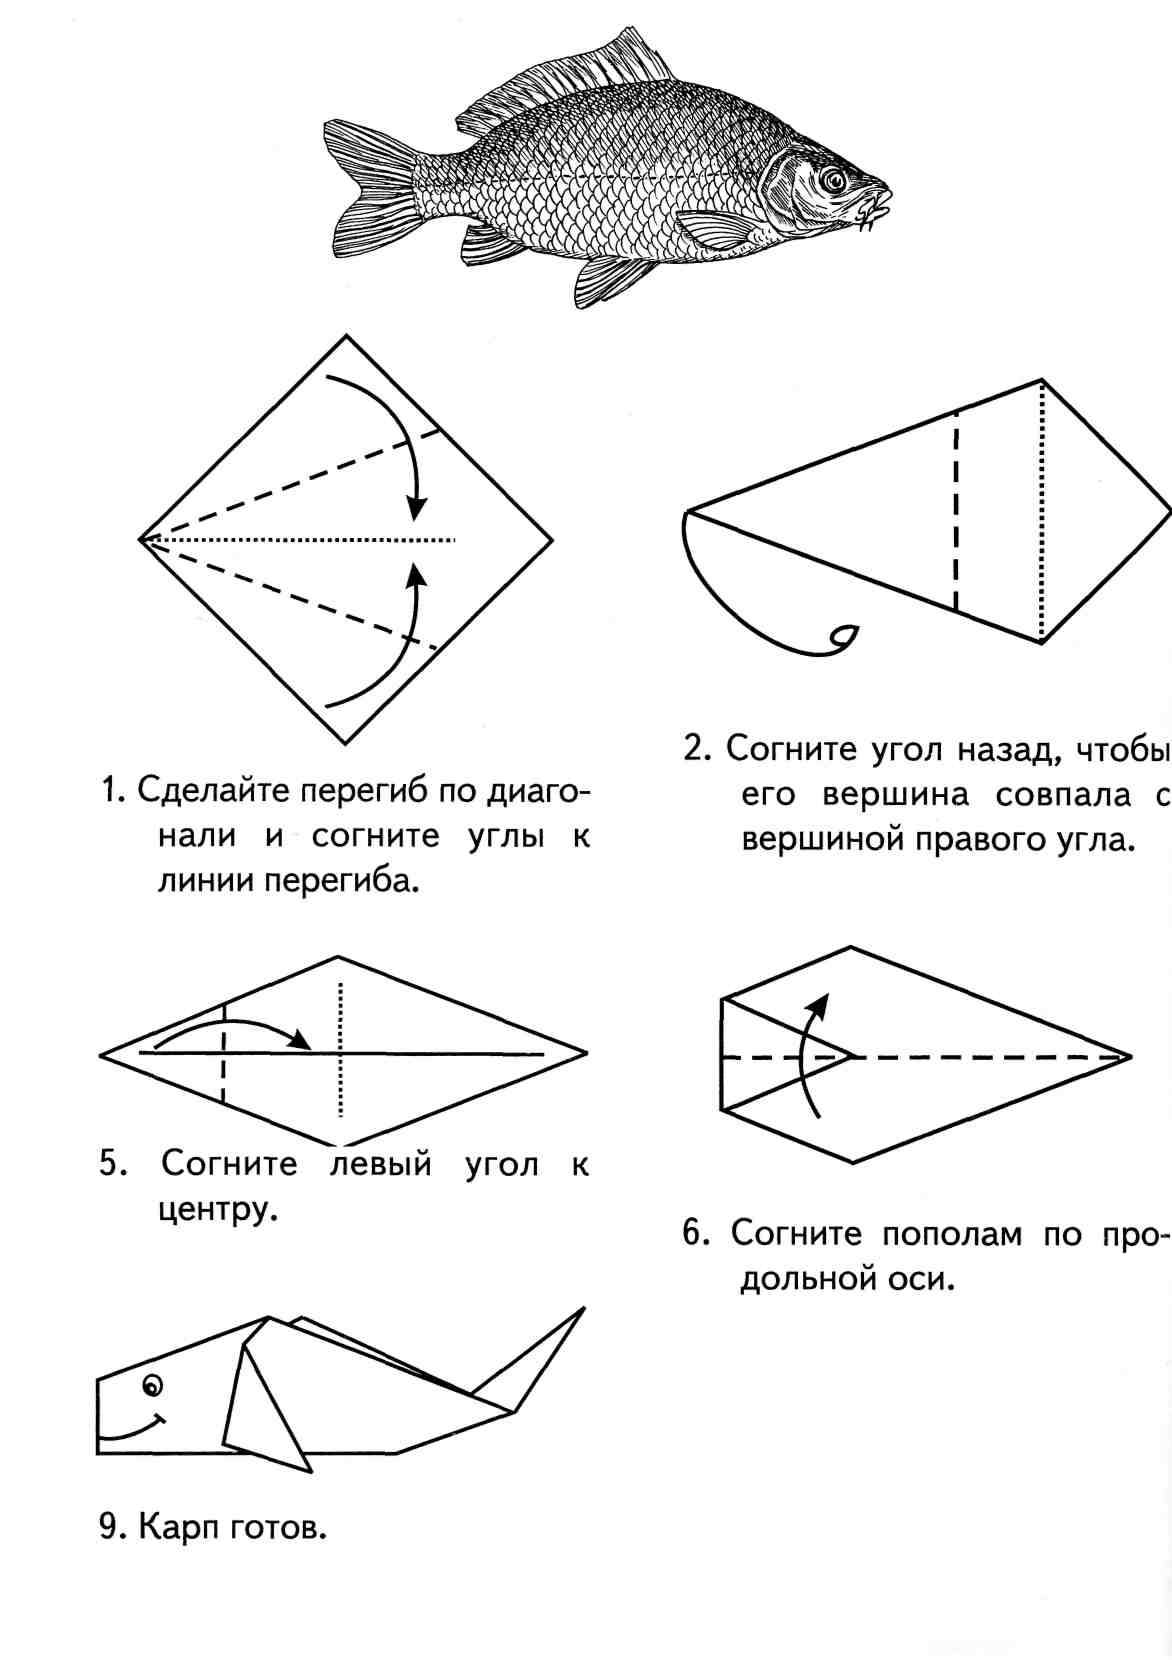 1. Сделайте перегиб по диаго-
нали и согните углы к
линии перегиба.
2. Согните угол назад, чтобы
его вершина совпала с
вершиной правого угла.
5. Согните левый угол к
центру.
6. Согните пополам по про-
дольной оси.
9. Карп готов.